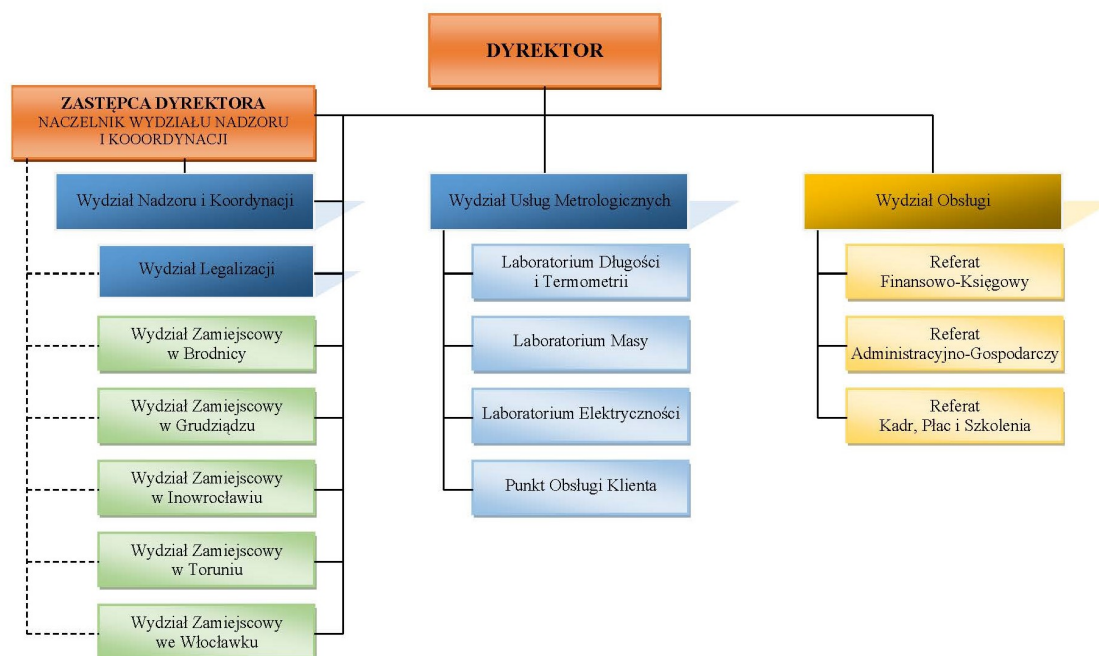 DYREKTOR
ZASTĘPCA DYREKTORA
NACZELNIK WYDZIAŁU NADZORU
I KOOORDYNACJI
Wydział Nadzoru i Koordynacji
Wydział Legalizacji
Wydział Zamiejscowy
w Brodnicy
Wydział Zamiejscowy
w Grudziądzu
Wydział Zamiejscowy
w Inowrocławiu
Wydział Zamiejscowy
w Toruniu
Wydział Zamiejscowy
we Włocławku
Wydział Usług Metrologicznych
Laboratorium Długości
i Termometrii
Laboratorium Masy
Laboratorium Elektryczności
Punkt Obsługi Klienta
Wydział Obsługi
Referat
Finansowo-Księgowy
Referat
Administracyjno-Gospodarczy
Referat
Kadr, Płac i Szkolenia